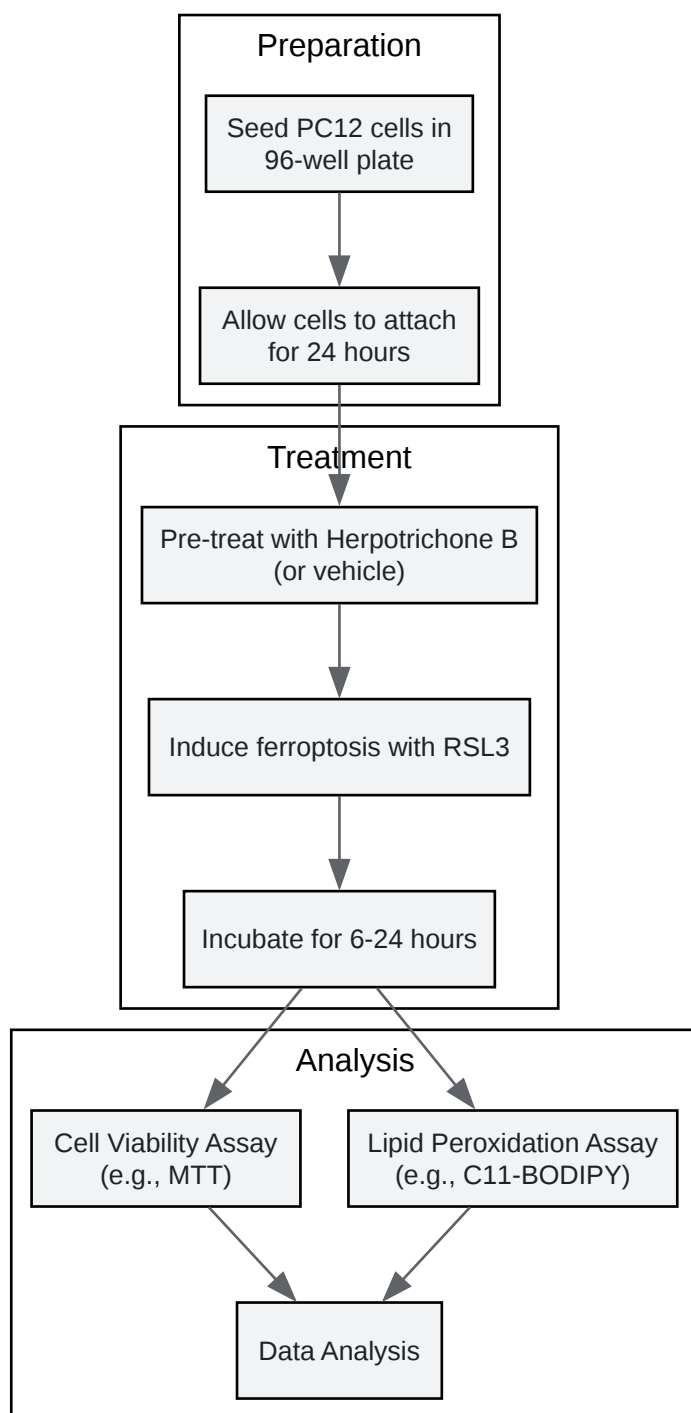 Preparation
Seed PC12 cells in
96-well plate
Allow cells to attach
for 24 hours
Treatment
Pre-treat with Herpotrichone B
(or vehicle)
Induce ferroptosis with RSL3
Incubate for 6-24 hours
Analysis
Cell Viability Assay
(e.g., MTT)
Lipid Peroxidation Assay
(e.g., C11-BODIPY)
Data Analysis